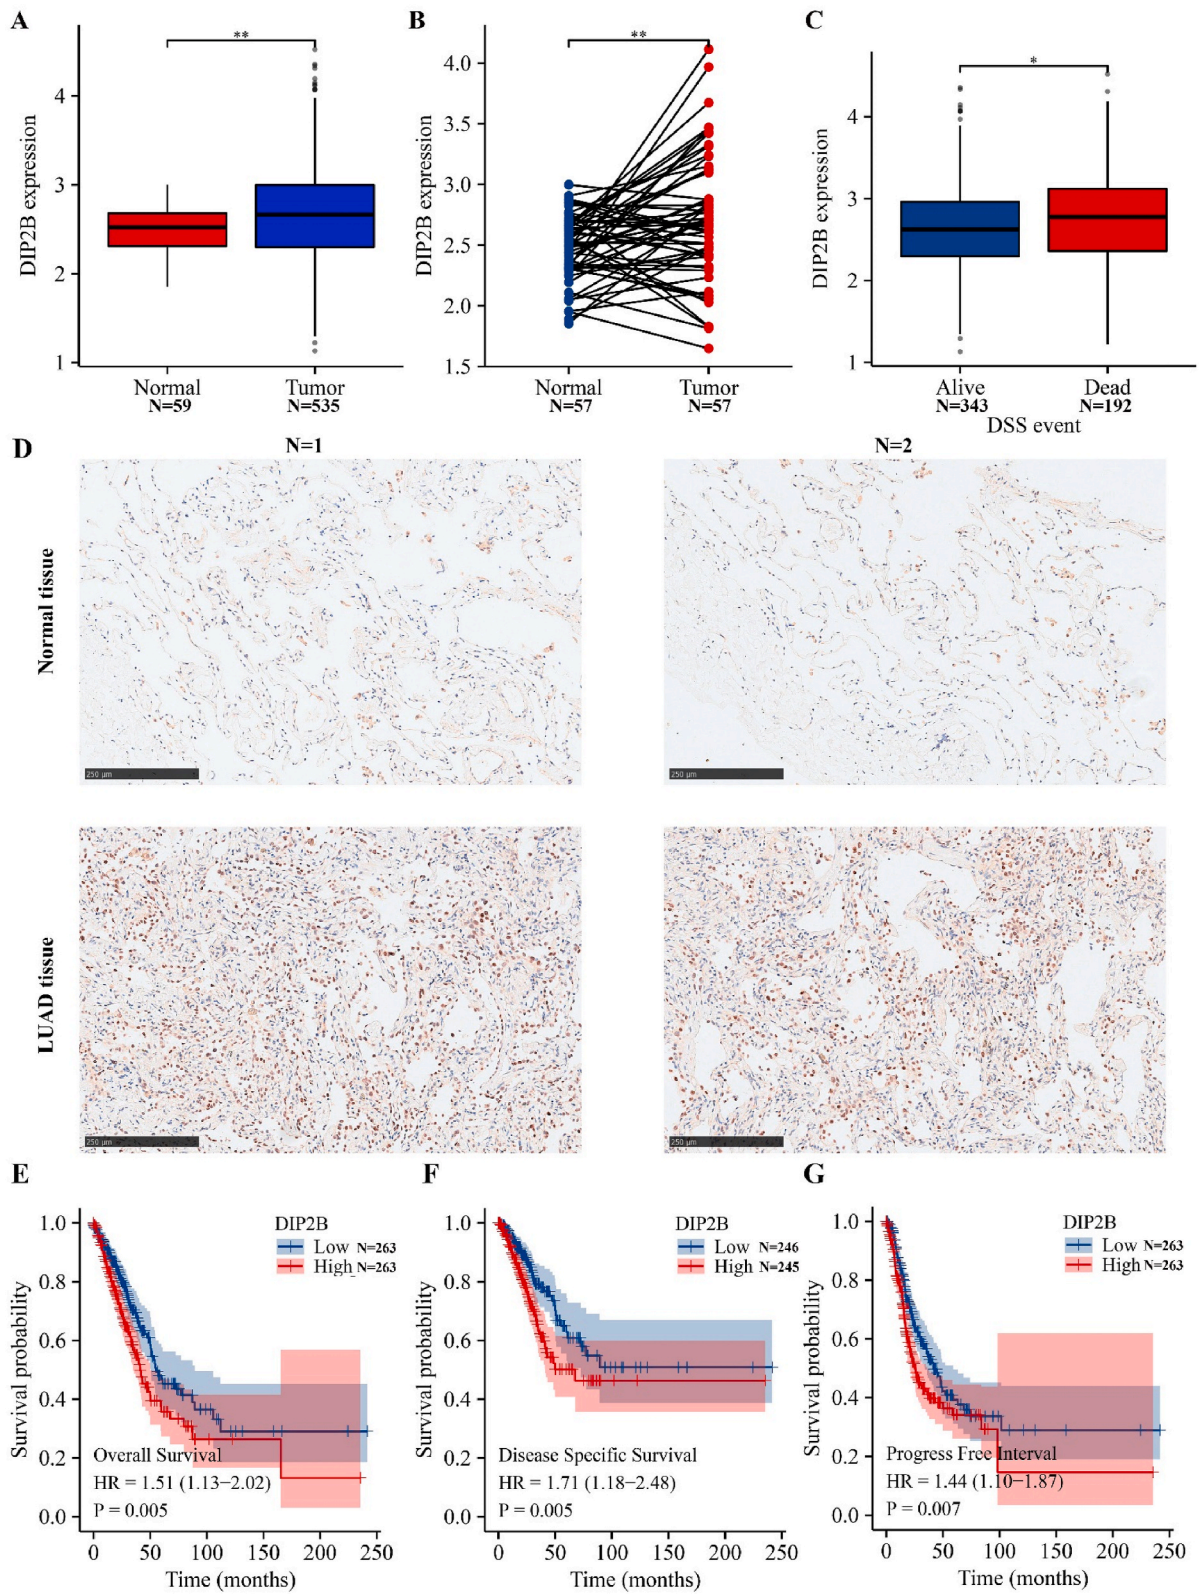 A
B
C
**
**
*
DIP2B expression
4
3
2
1
Normal
Tumor
N=59
N=535
DIP2B expression
4.0
3.5
3.0
2.5
2.0
1.5
Normal
Tumor
N=57
N=57
DIP2B expression
4
3
2
1
Alive
Dead
N=343
N=192
DSS event
D
N=1
N=2
Normal tissue
250 µm
250 µm
LUAD tissue
250 µm
250 µm
E
F
G
Survival probability
1.0
0.8
0.6
0.4
0.2
0.0
DIP2B
Low N=263
High N=263
Overall Survival
HR = 1.51 (1.13−2.02)
P = 0.005
0 50 100 150 200 250
Time (months)
Survival probability
1.0
0.8
0.6
0.4
0.2
0.0
DIP2B
Low N=246
High N=245
Disease Specific Survival
HR = 1.71 (1.18−2.48)
P = 0.005
0 50 100 150 200 250
Time (months)
Survival probability
1.0
0.8
0.6
0.4
0.2
0.0
DIP2B
Low N=263
High N=263
Progress Free Interval
HR = 1.44 (1.10−1.87)
P = 0.007
0 50 100 150 200 250
Time (months)